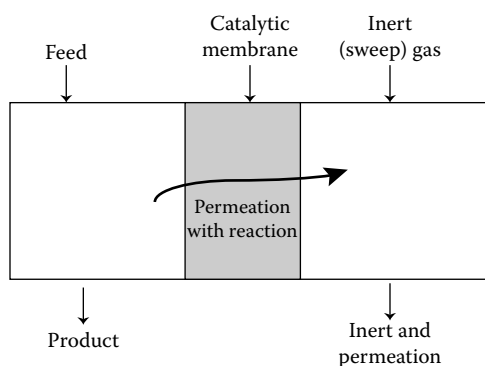 Feed
Catalytic
membrane
Inert
(sweep) gas
Permeation
with reaction
Product
Inert and
permeation